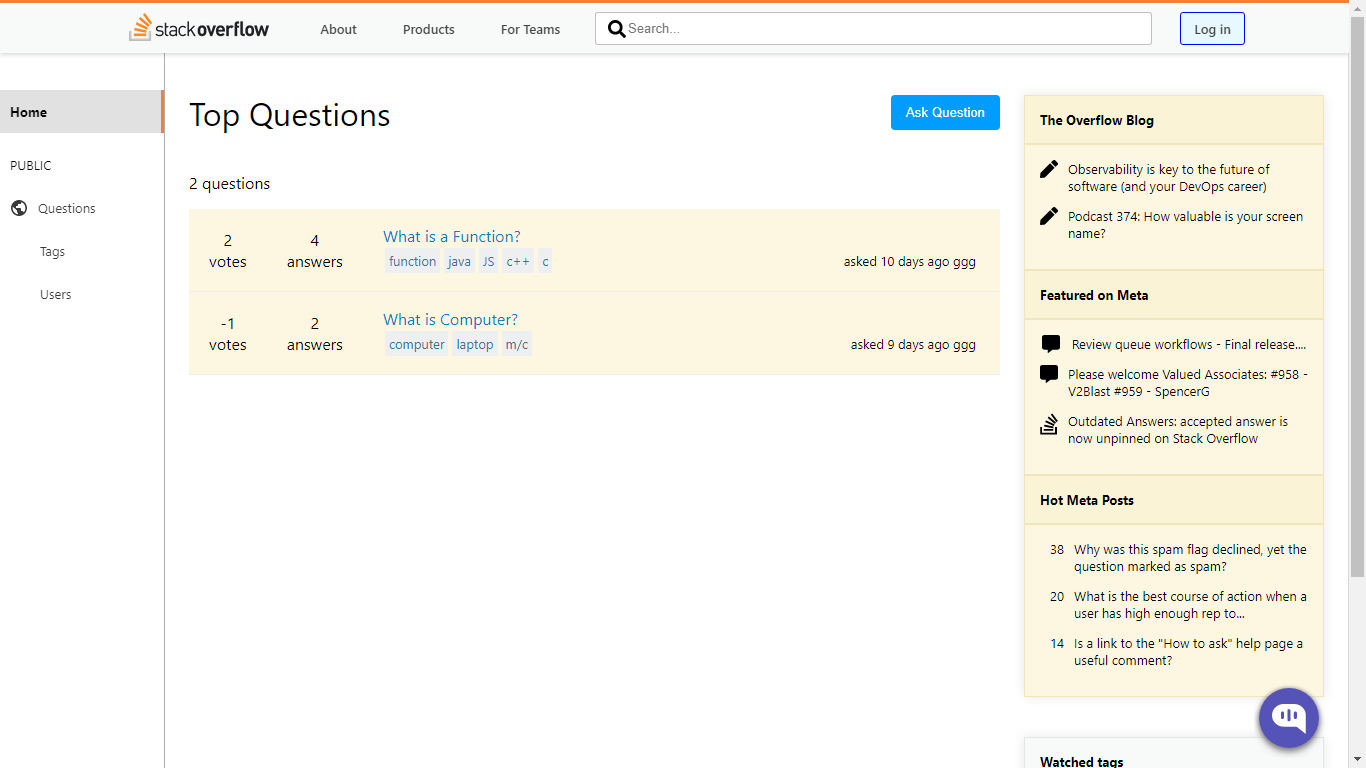 stackoverflow About Products For Teams Search... Log in
Home
PUBLIC
Questions
Tags
Users
Top Questions
Ask Question
2 questions
2 votes
4 answers
What is a Function?
function java JS c++ c
asked 10 days ago ggg
-1 votes
2 answers
What is Computer?
computer laptop m/c
asked 9 days ago ggg
The Overflow Blog
Observability is key to the future of
software (and your DevOps career)
Podcast 374: How valuable is your screen
name?
Featured on Meta
Review queue workflows - Final release....
Please welcome Valued Associates: #958 -
V2Blast #959 - SpencerG
Outdated Answers: accepted answer is
now unpinned on Stack Overflow
Hot Meta Posts
38 Why was this spam flag declined, yet the
question marked as spam?
20 What is the best course of action when a
user has high enough rep to...
14 Is a link to the "How to ask" help page a
useful comment?
Watched tags